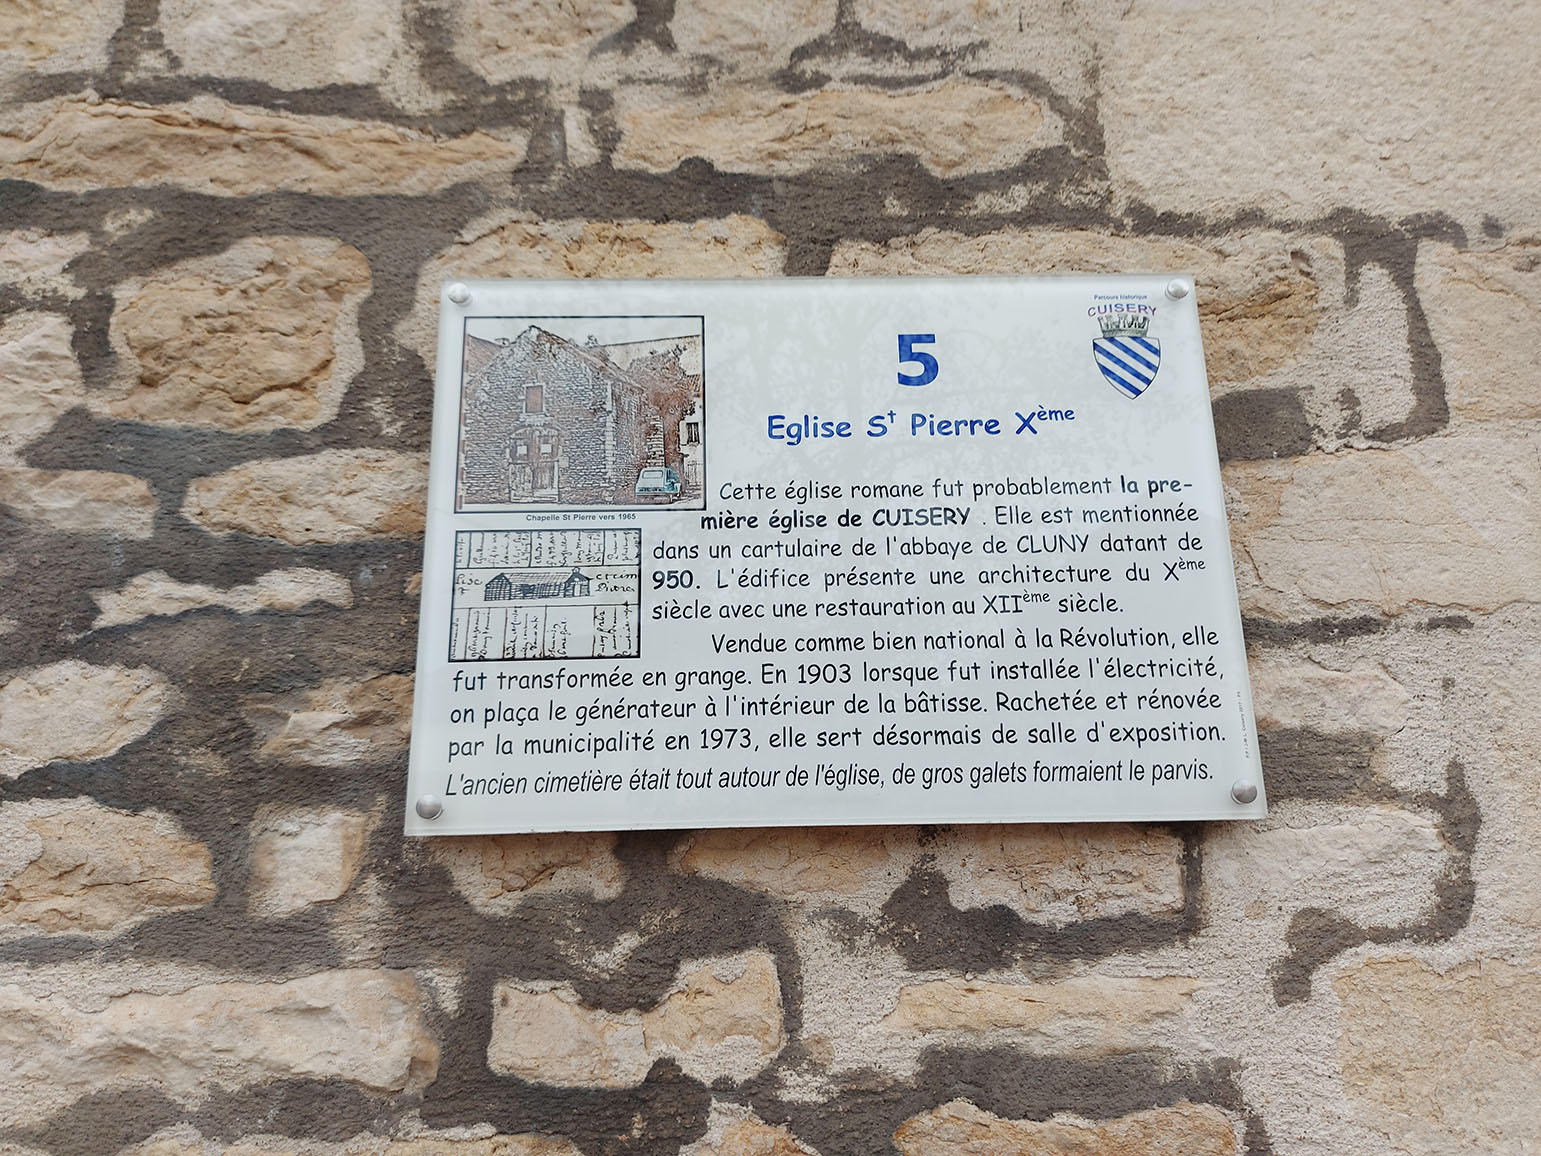 Parcours historique
CUISERY
5
Eglise St Pierre Xème
Chapelle St Pierre vers 1965
Cette église romane fut probablement la pre-
mière église de CUISERY . Elle est mentionnée
dans un cartulaire de l'abbaye de CLUNY datant de
950. L'édifice présente une architecture du Xème
siècle avec une restauration au XIIème siècle.
Vendue comme bien national à la Révolution, elle
fut transformée en grange. En 1903 lorsque fut installée l'électricité,
on plaça le générateur à l'intérieur de la bâtisse. Rachetée et rénovée
par la municipalité en 1973, elle sert désormais de salle d'exposition.
L'ancien cimetière était tout autour de l'église, de gros galets formaient le parvis.